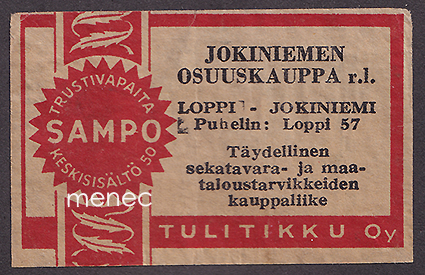 TRUSTIVAPAITA
SAMPO
KESKISISÄLTÖ 50
menec
JOKINIEMEN
OSUUSKAUPPA r.l.
LOPPI - JOKINIEMI
Puhelin: Loppi 57
Täydellinen
sekatavara- ja maa-
taloustarvikkeiden
kauppaliike
TULITIKKU Oy